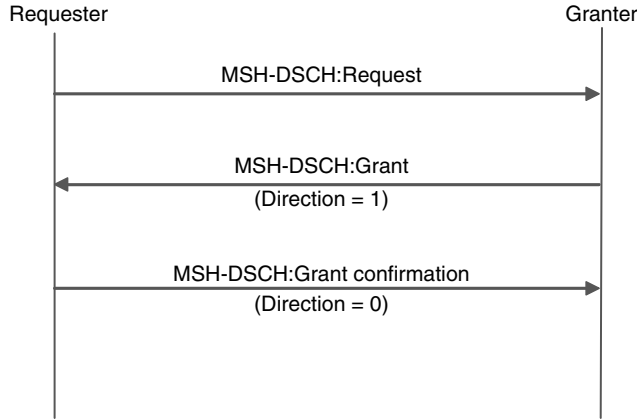 Requester
Granter
MSH-DSCH:Request
MSH-DSCH:Grant
(Direction = 1)
MSH-DSCH:Grant confirmation
(Direction = 0)